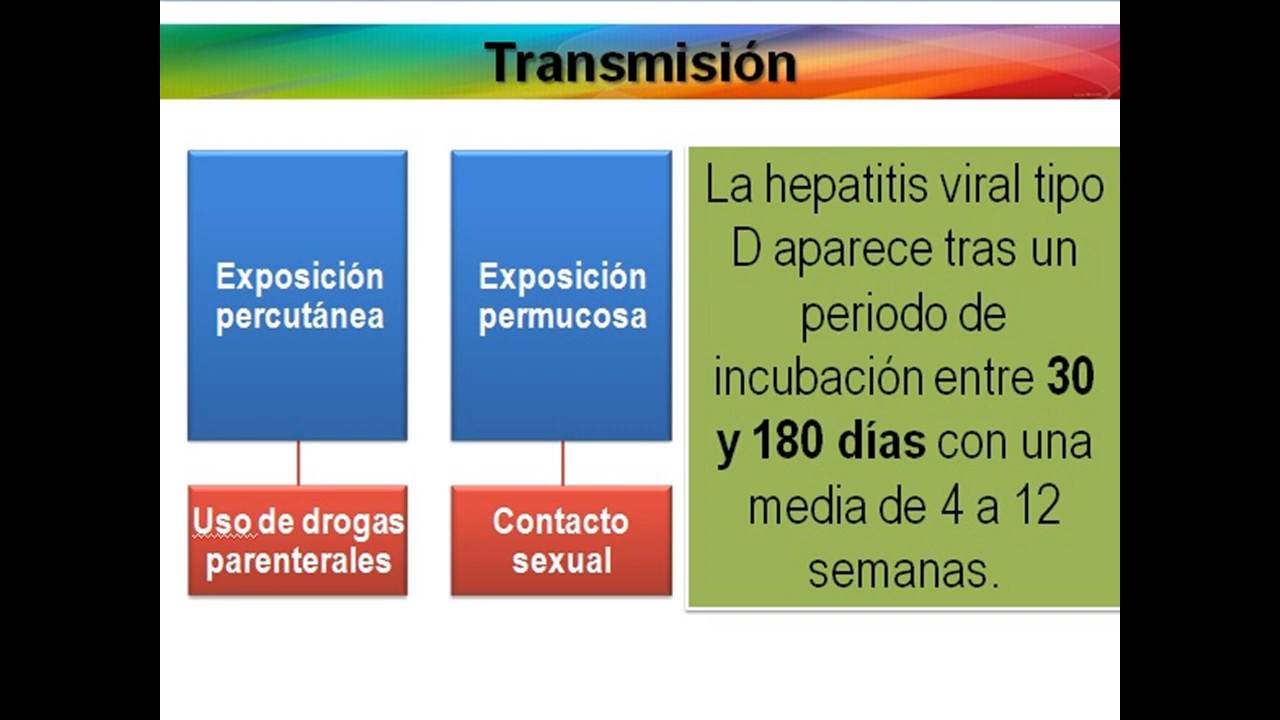 Transmisión
Exposición
percutánea
Uso de drogas
parenterales
Exposición
permucosa
Contacto
sexual
La hepatitis viral tipo
D aparece tras un
periodo de
incubación entre 30
y 180 días con una
media de 4 a 12
semanas.